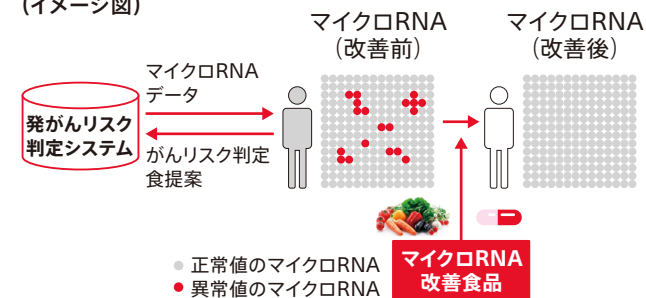 (イメージ図)
マイクロRNA
(改善前)
マイクロRNA
(改善後)
マイクロRNA
データ
発がんリスク
判定システム
がんリスク判定
食提案
正常値のマイクロRNA
異常値のマイクロRNA
マイクロRNA
改善食品